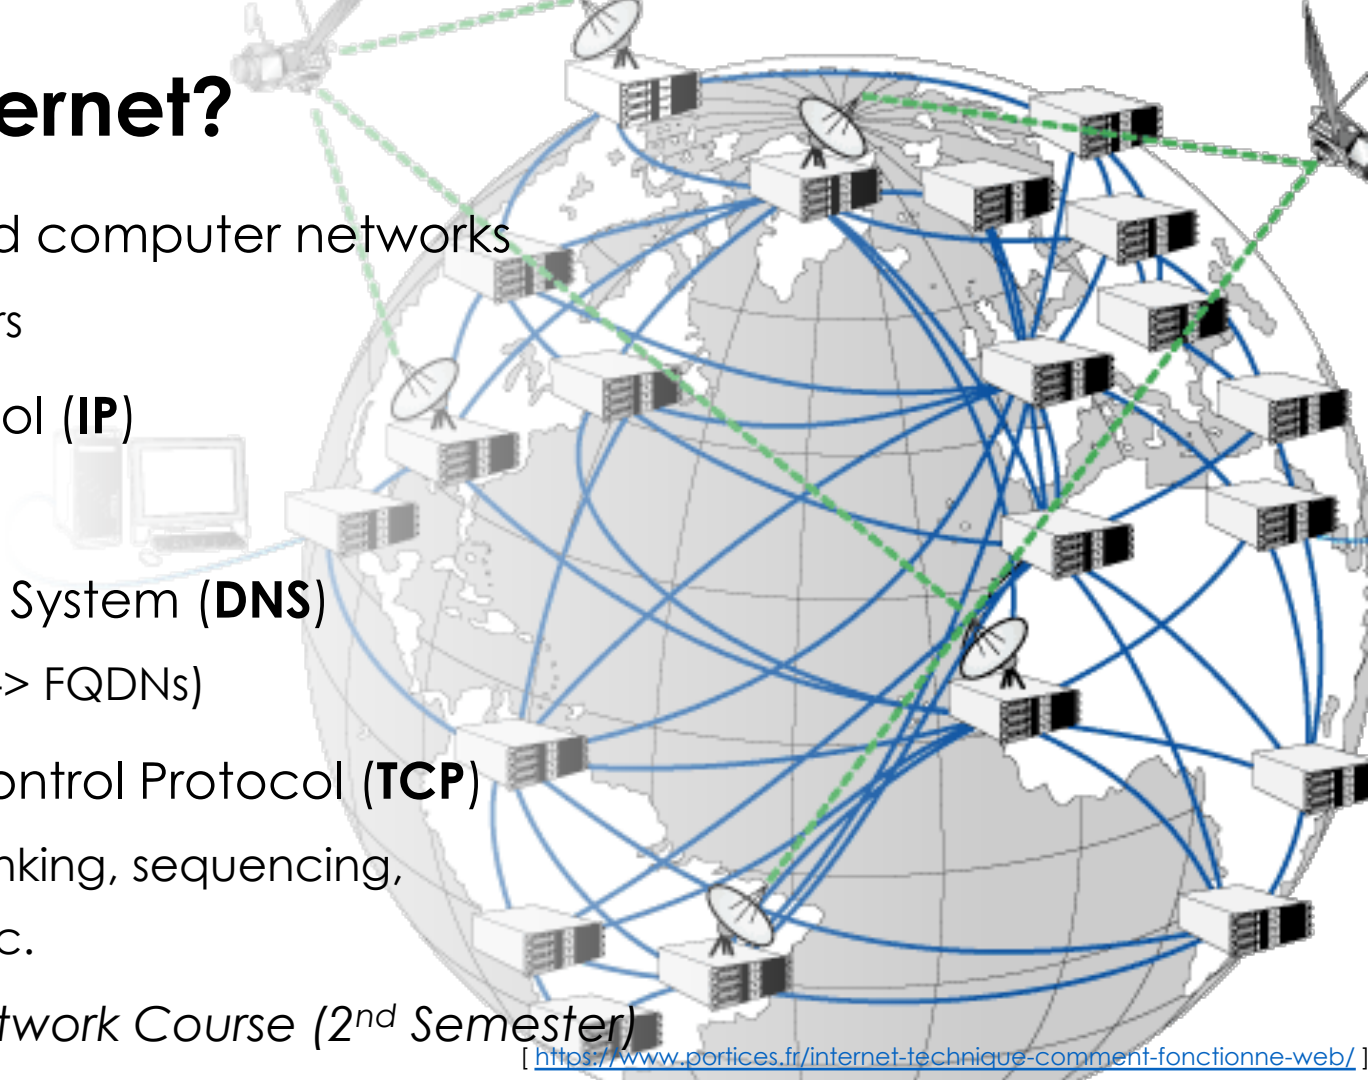 ernet?
d computer networks
rs
ol (IP)
System (DNS)
-> FQDNs)
ontrol Protocol (TCP)
nking, sequencing,
c.
twork Course (2nd Semester)
[ https://www.portices.fr/internet-technique-comment-fonctionne-web/ ]